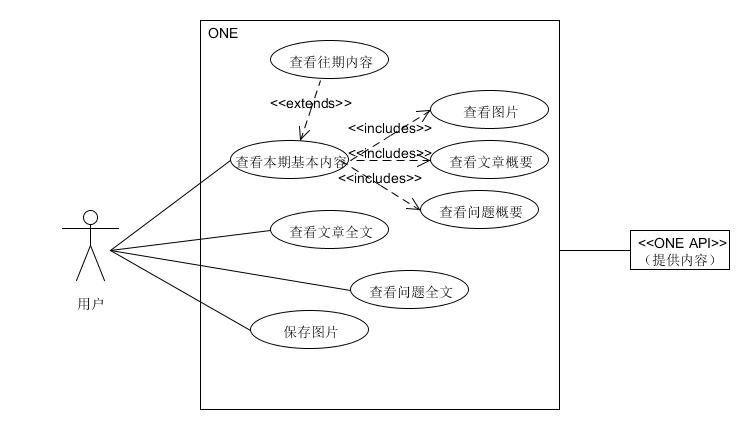 ONE
查看往期内容
<<extends>>
查看图片
<<includes>>
查看本期基本内容
<<includes>>
查看文章概要
<<includes>>
查看问题概要
查看文章全文
<<ONE API>>
（提供内容）
查看问题全文
用户
保存图片